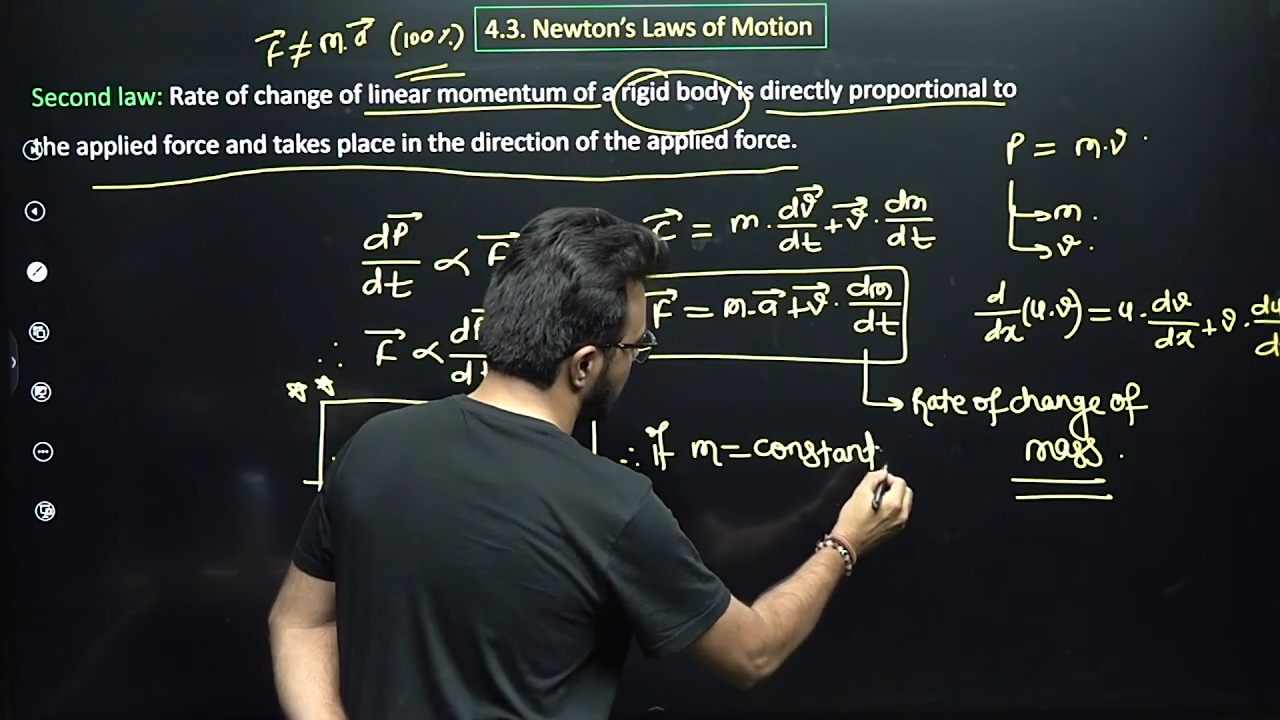 4.3. Newton's Laws of Motion
F⃗ ≠ m.a⃗ (100%)
Second law: Rate of change of linear momentum of a rigid body is directly proportional to
the applied force and takes place in the direction of the applied force.
P = m.v
→ m.
→ v.
dP⃗/dt ∝ F⃗
= m.dv⃗/dt + v⃗.dm/dt
F⃗ = m.a⃗ + v⃗.dm/dt
d/dx(u.v) = u.dv/dx + v.
∴ F⃗ ∝
→ Rate of change of
mass.
∴ If m = constant